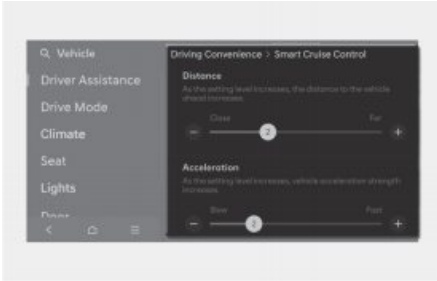 Vehicle
Driver Assistance
Drive Mode
Climate
Seat
Lights
Door
Driving Convenience > Smart Cruise Control
Distance
As the setting level increases, the distance to the vehicle
ahead increases.
Close Far
− 2 +
Acceleration
As the setting level increases, vehicle acceleration strength
increases.
Slow Fast
− 2 +